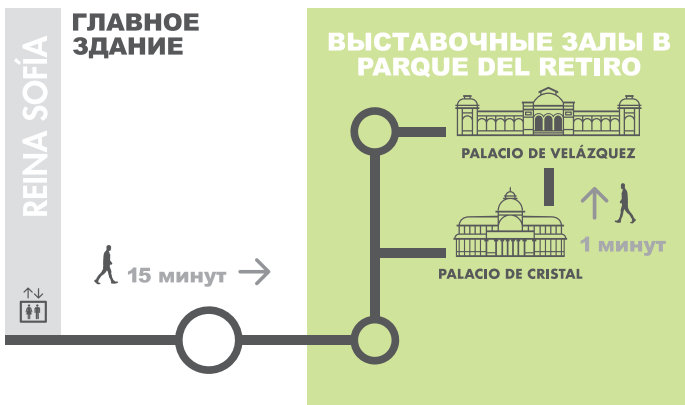 REINA SOFÍA
ГЛАВНОЕ
ЗДАНИЕ
ВЫСТАВОЧНЫЕ ЗАЛЫ В
PARQUE DEL RETIRO
PALACIO DE VELÁZQUEZ
1 минут
PALACIO DE CRISTAL
15 минут